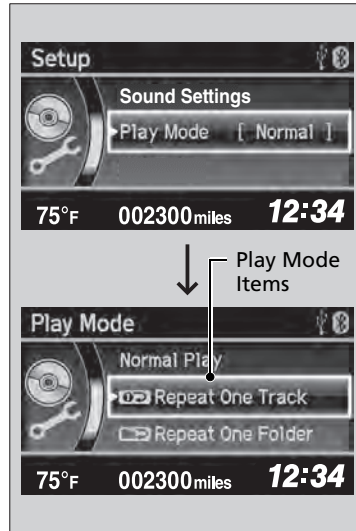 Setup
Sound Settings
Play Mode [ Normal ]
75°F 002300 miles 12:34
Play Mode
Items
Play Mode
Normal Play
Repeat One Track
Repeat One Folder
75°F 002300 miles 12:34